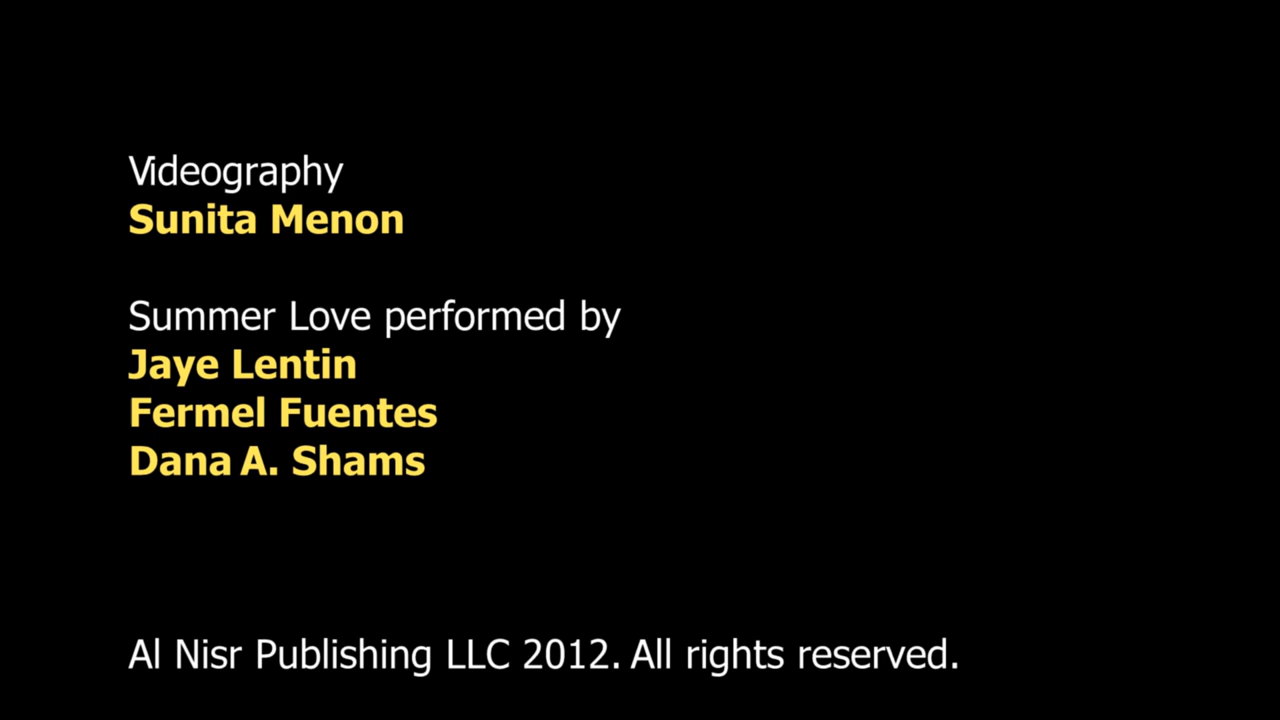 Videography
Sunita Menon
Summer Love performed by
Jaye Lentin
Fermel Fuentes
Dana A. Shams
Al Nisr Publishing LLC 2012. All rights reserved.